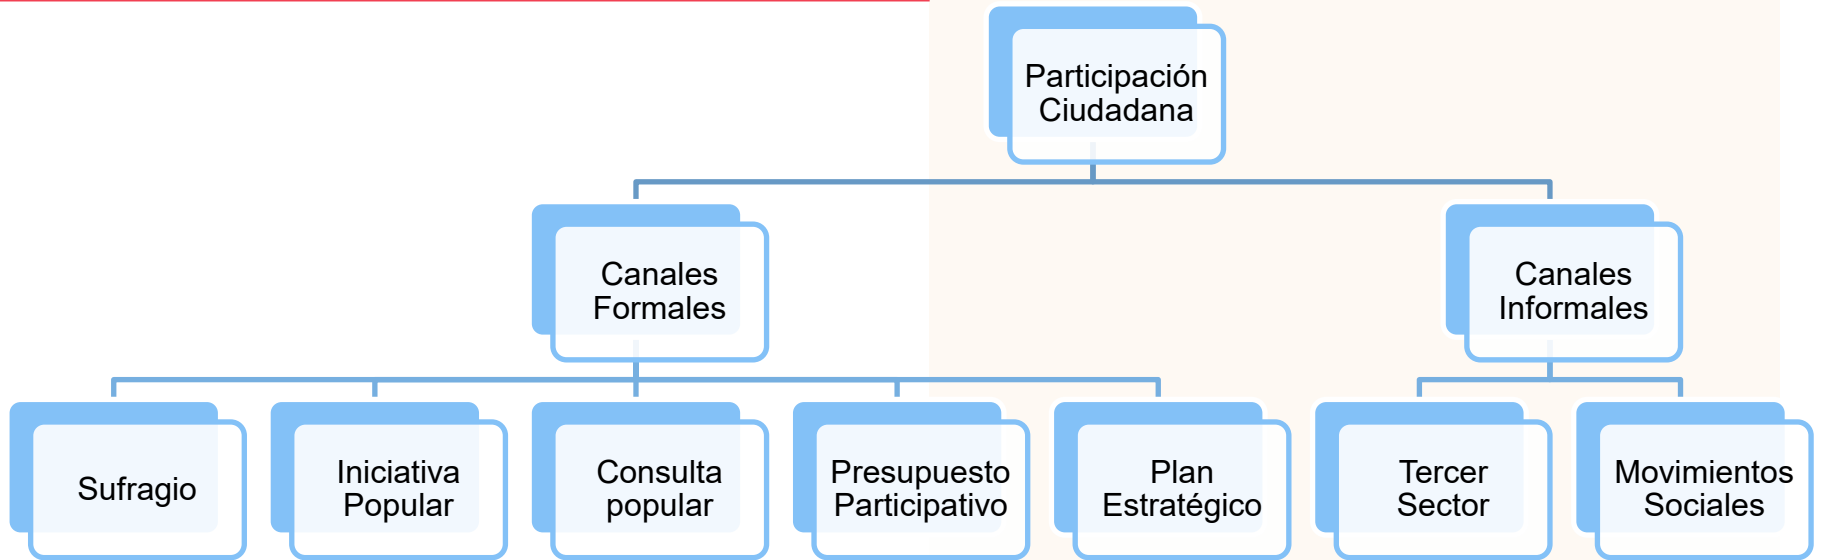 Participación
Ciudadana
Canales
Formales
Canales
Informales
Sufragio
Iniciativa
Popular
Consulta
popular
Presupuesto
Participativo
Plan
Estratégico
Tercer
Sector
Movimientos
Sociales